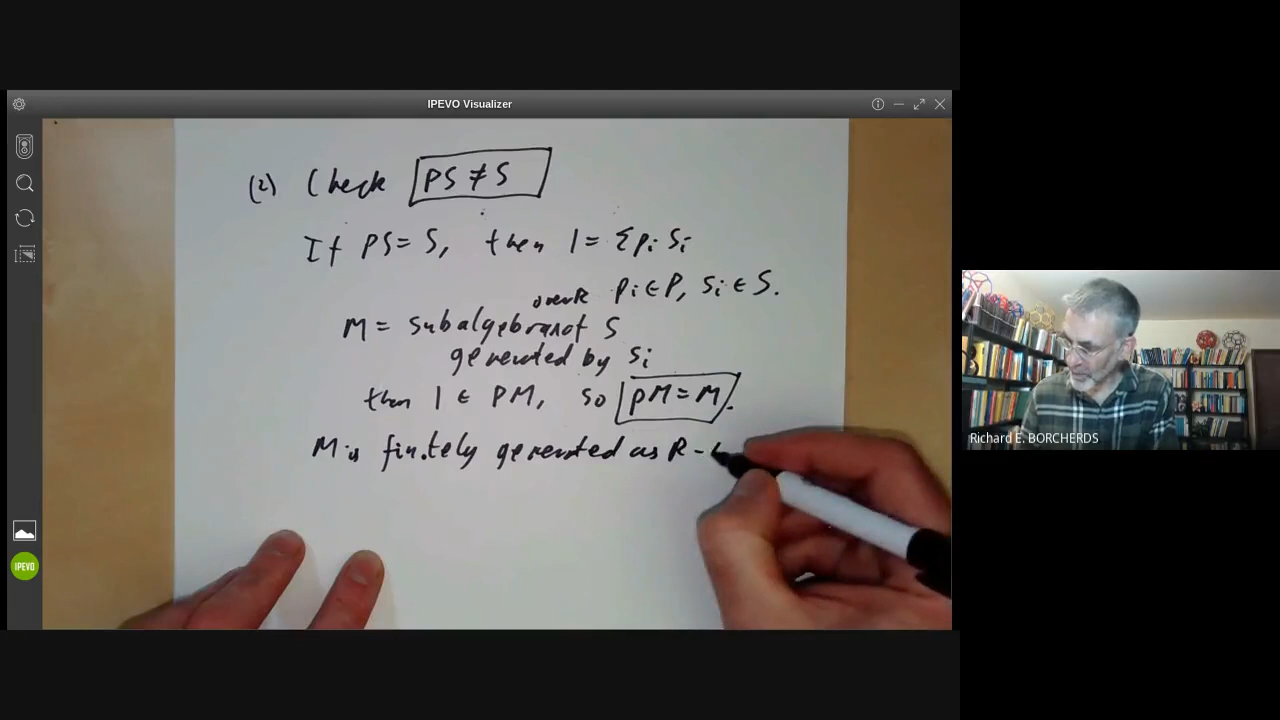 IPEVO Visualizer
(2) Check PS ≠ S
If PS = S, then 1 = Σ pi Si
pi ∈ P, Si ∈ S.
over R
M = subalgebra of S
generated by Si
then 1 ∈ PM, so PM = M.
M is finitely generated as R -
IPEVO
Richard E. BORCHERDS